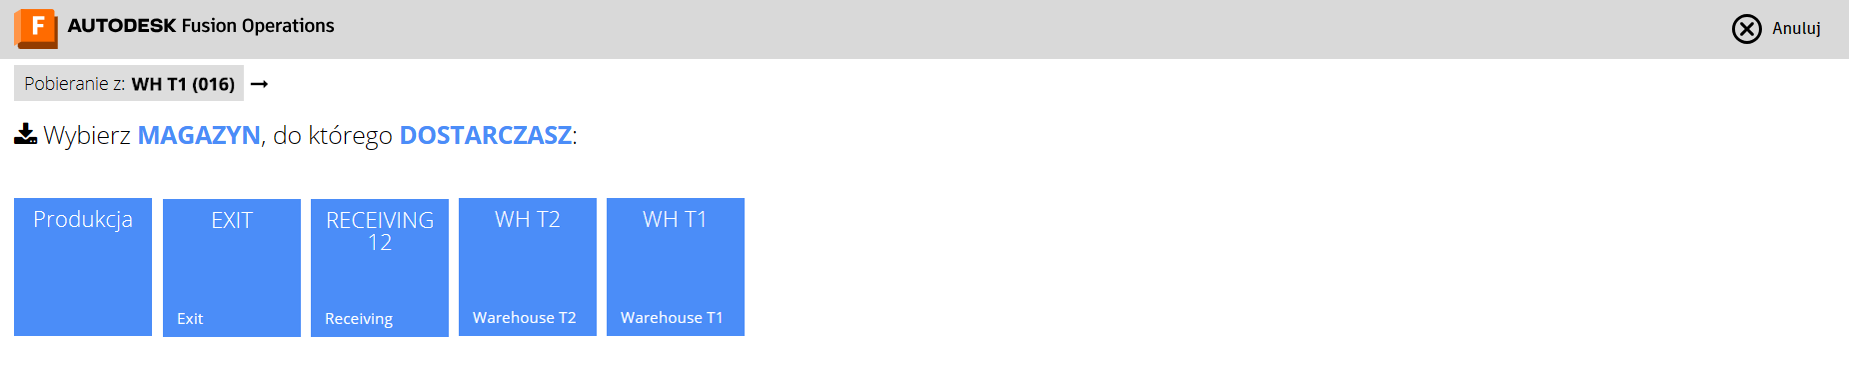 F AUTODESK Fusion Operations
Anuluj
Pobieranie z: WH T1 (016)
Wybierz MAGAZYN, do którego DOSTARCZASZ:
Produkcja
EXIT
Exit
RECEIVING
12
Receiving
WH T2
Warehouse T2
WH T1
Warehouse T1